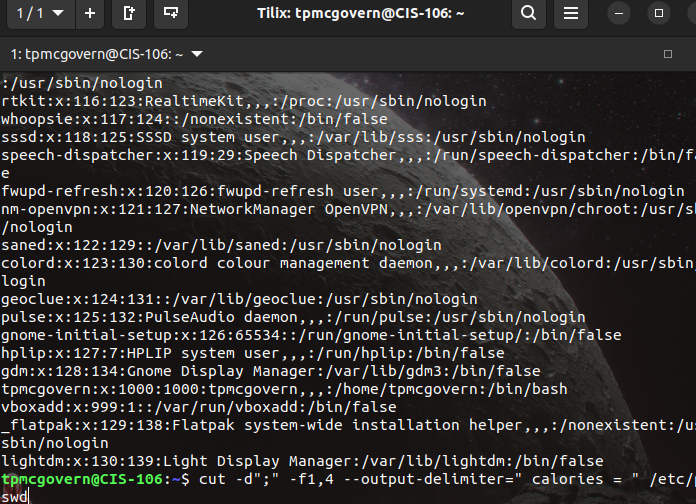 1 / 1
Tilix: tpmcgovern@CIS-106: ~
1: tpmcgovern@CIS-106: ~
:/usr/sbin/nologin
rtkit:x:116:123:RealtimeKit,,,:/proc:/usr/sbin/nologin
whoopsie:x:117:124::/nonexistent:/bin/false
sssd:x:118:125:SSSD system user,,,:/var/lib/sss:/usr/sbin/nologin
speech-dispatcher:x:119:29:Speech Dispatcher,,,:/run/speech-dispatcher:/bin/fa
e
fwupd-refresh:x:120:126:fwupd-refresh user,,,:/run/systemd:/usr/sbin/nologin
nm-openvpn:x:121:127:NetworkManager OpenVPN,,,:/var/lib/openvpn/chroot:/usr/sb
/nologin
saned:x:122:129::/var/lib/saned:/usr/sbin/nologin
colord:x:123:130:colord colour management daemon,,,:/var/lib/colord:/usr/sbin/
login
geoclue:x:124:131::/var/lib/geoclue:/usr/sbin/nologin
pulse:x:125:132:PulseAudio daemon,,,:/run/pulse:/usr/sbin/nologin
gnome-initial-setup:x:126:65534::/run/gnome-initial-setup/:/bin/false
hplip:x:127:7:HPLIP system user,,,:/run/hplip:/bin/false
gdm:x:128:134:Gnome Display Manager:/var/lib/gdm3:/bin/false
tpmcgovern:x:1000:1000:tpmcgovern,,,:/home/tpmcgovern:/bin/bash
vboxadd:x:999:1::/var/run/vboxadd:/bin/false
_flatpak:x:129:138:Flatpak system-wide installation helper,,,:/nonexistent:/us
sbin/nologin
lightdm:x:130:139:Light Display Manager:/var/lib/lightdm:/bin/false
tpmcgovern@CIS-106:~$ cut -d";" -f1,4 --output-delimiter=" calories = " /etc/p
swd